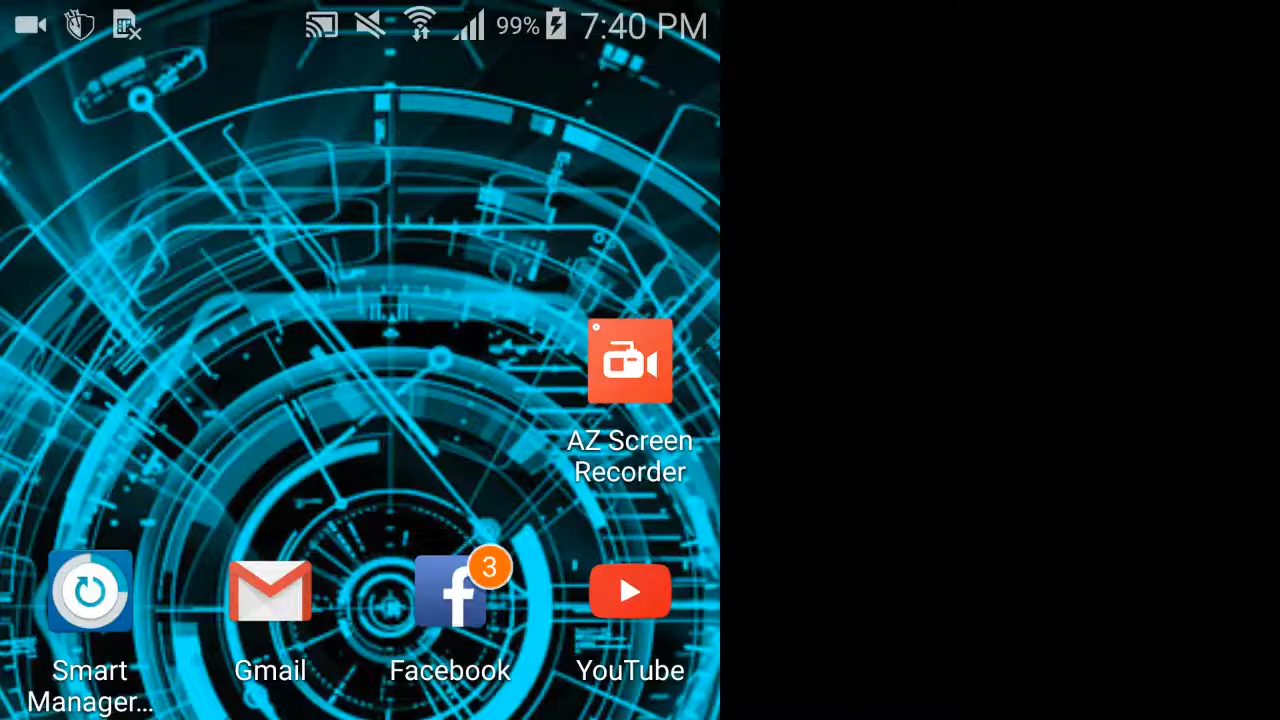 99% 7:40 PM
AZ Screen
Recorder
3
Smart
Manager...
Gmail
Facebook
YouTube